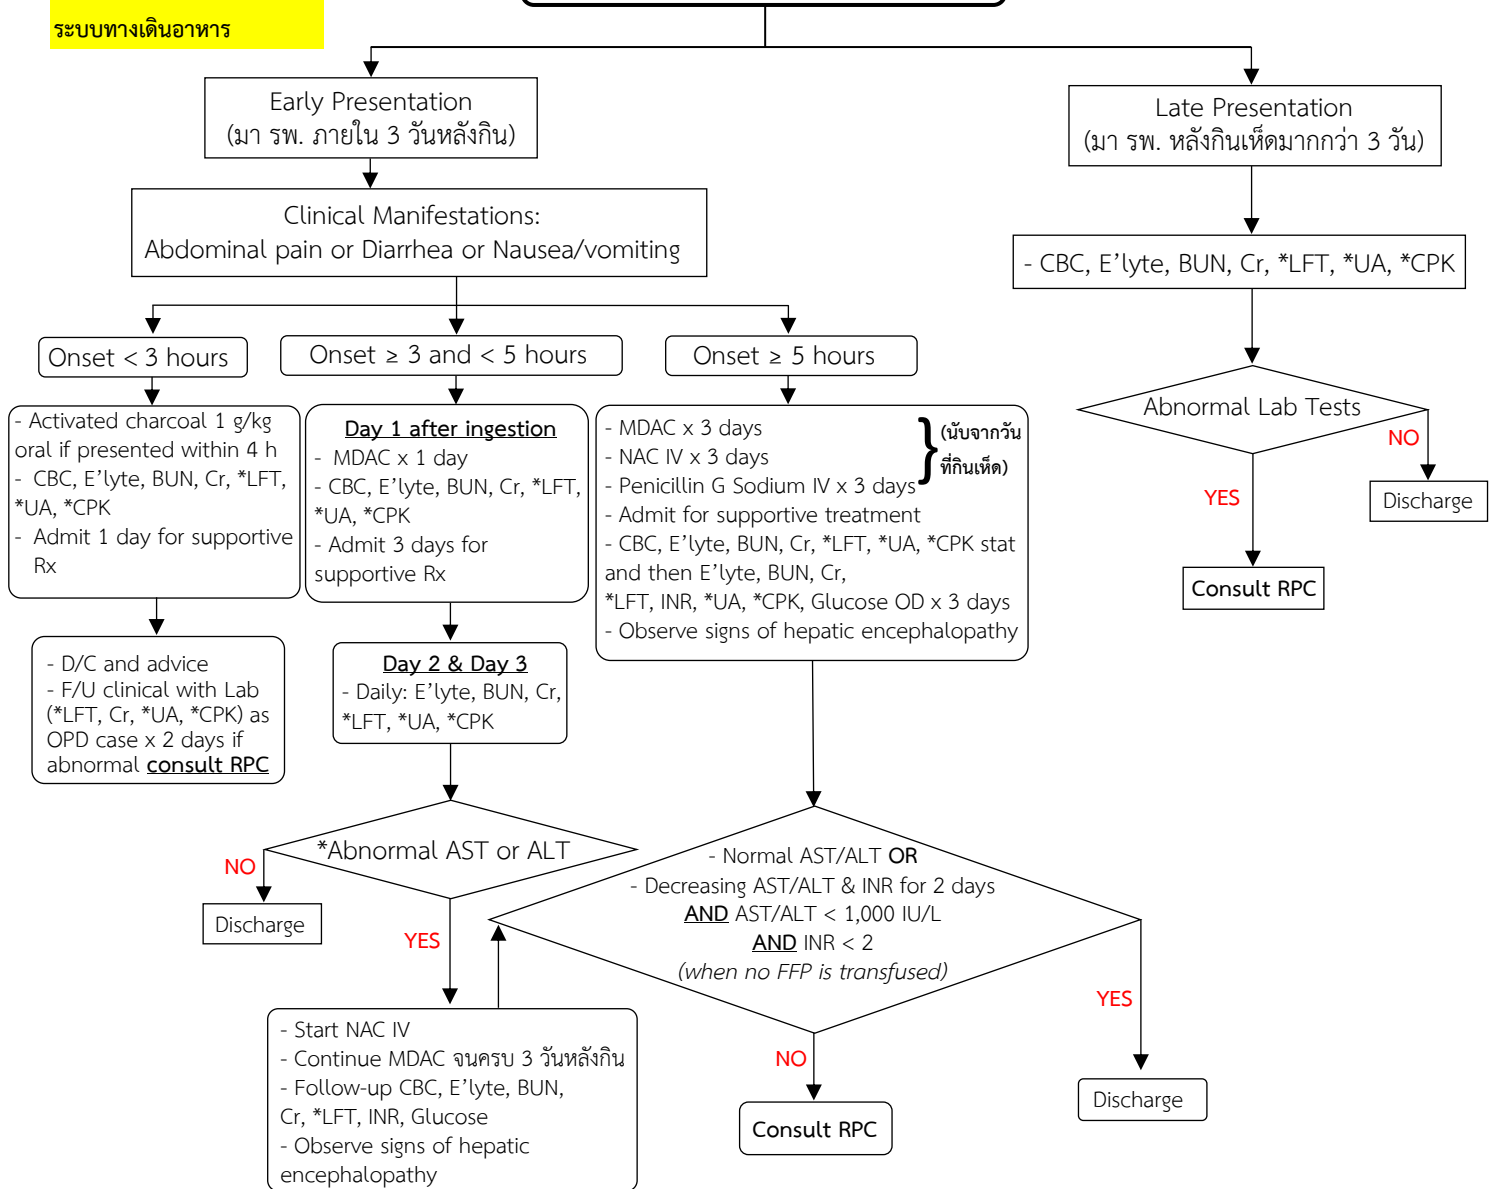 ระบบทางเดินอาหาร
Early Presentation
(มา รพ. ภายใน 3 วันหลังกิน)
Late Presentation
(มา รพ. หลังกินเห็ดมากกว่า 3 วัน)
Clinical Manifestations:
Abdominal pain or Diarrhea or Nausea/vomiting
- CBC, E’lyte, BUN, Cr, *LFT, *UA, *CPK
Onset < 3 hours
Onset ≥ 3 and < 5 hours
Onset ≥ 5 hours
Abnormal Lab Tests
NO
Discharge
YES
Consult RPC
- Activated charcoal 1 g/kg
oral if presented within 4 h
- CBC, E’lyte, BUN, Cr, *LFT,
*UA, *CPK
- Admit 1 day for supportive
Rx
- D/C and advice
- F/U clinical with Lab
(*LFT, Cr, *UA, *CPK) as
OPD case x 2 days if
abnormal consult RPC
Day 1 after ingestion
- MDAC x 1 day
- CBC, E’lyte, BUN, Cr, *LFT,
*UA, *CPK
- Admit 3 days for
supportive Rx
Day 2 & Day 3
- Daily: E’lyte, BUN, Cr,
*LFT, *UA, *CPK
- MDAC x 3 days
- NAC IV x 3 days
- Penicillin G Sodium IV x 3 days
} (นับจากวัน
ที่กินเห็ด)
- Admit for supportive treatment
- CBC, E’lyte, BUN, Cr, *LFT, *UA, *CPK stat
and then E’lyte, BUN, Cr,
*LFT, INR, *UA, *CPK, Glucose OD x 3 days
- Observe signs of hepatic encephalopathy
*Abnormal AST or ALT
NO
Discharge
YES
- Start NAC IV
- Continue MDAC จนครบ 3 วันหลังกิน
- Follow-up CBC, E’lyte, BUN,
Cr, *LFT, INR, Glucose
- Observe signs of hepatic
encephalopathy
- Normal AST/ALT OR
- Decreasing AST/ALT & INR for 2 days
AND AST/ALT < 1,000 IU/L
AND INR < 2
(when no FFP is transfused)
NO
Consult RPC
YES
Discharge